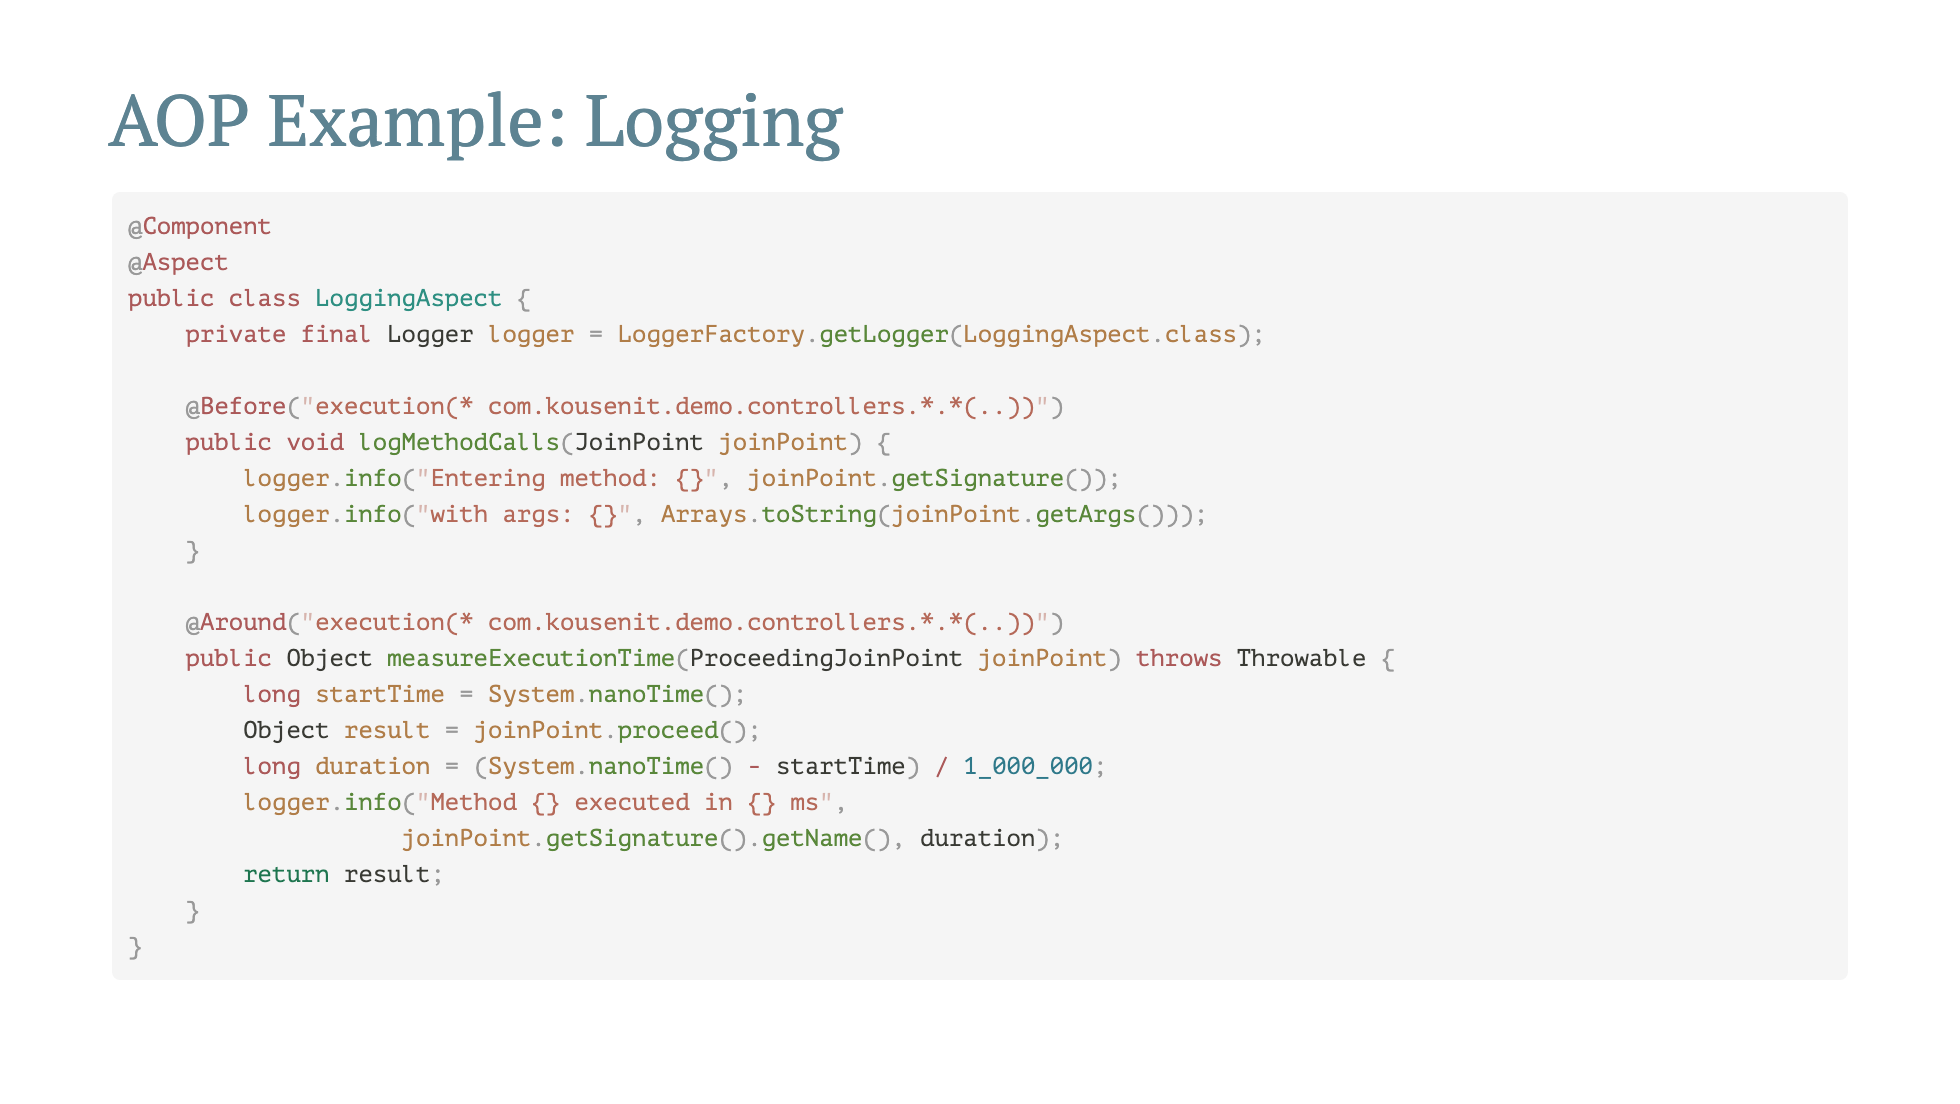 AOP Example: Logging
@Component
@Aspect
public class LoggingAspect {
    private final Logger logger = LoggerFactory.getLogger(LoggingAspect.class);

    @Before("execution(* com.kousenit.demo.controllers.*.*(..))")
    public void logMethodCalls(JoinPoint joinPoint) {
        logger.info("Entering method: {}", joinPoint.getSignature());
        logger.info("with args: {}", Arrays.toString(joinPoint.getArgs()));
    }

    @Around("execution(* com.kousenit.demo.controllers.*.*(..))")
    public Object measureExecutionTime(ProceedingJoinPoint joinPoint) throws Throwable {
        long startTime = System.nanoTime();
        Object result = joinPoint.proceed();
        long duration = (System.nanoTime() - startTime) / 1_000_000;
        logger.info("Method {} executed in {} ms",
                   joinPoint.getSignature().getName(), duration);
        return result;
    }
}